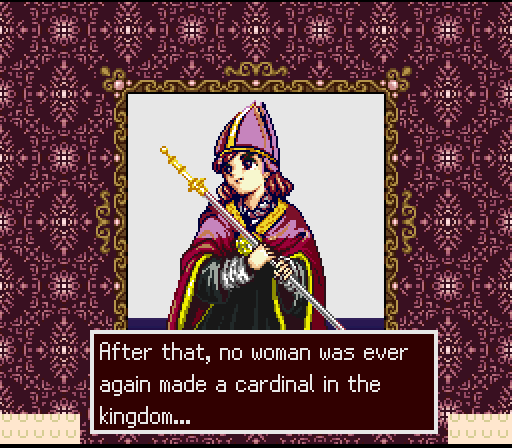 After that, no woman was ever
again made a cardinal in the
kingdom...